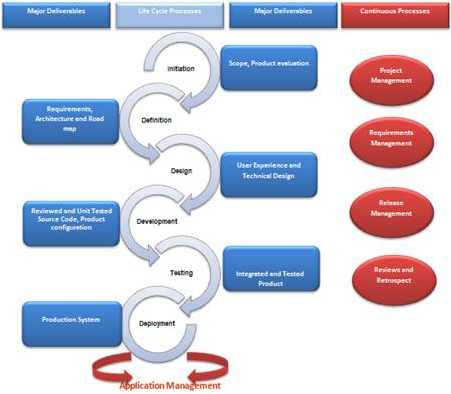 Major Deliverables
Life Cycle Processes
Major Deliverables
Continuous Processes
Initiation
Scope, Product evaluation
Project
Management
Requirements,
Architecture and Road
map
Definition
Requirements
Management
Design
User Experience and
Technical Design
Reviewed and Unit Tested
Source Code, Product
configuration
Development
Release
Management
Testing
Integrated and Tested
Product
Reviews and
Retrospect
Production System
Deployment
Application Management